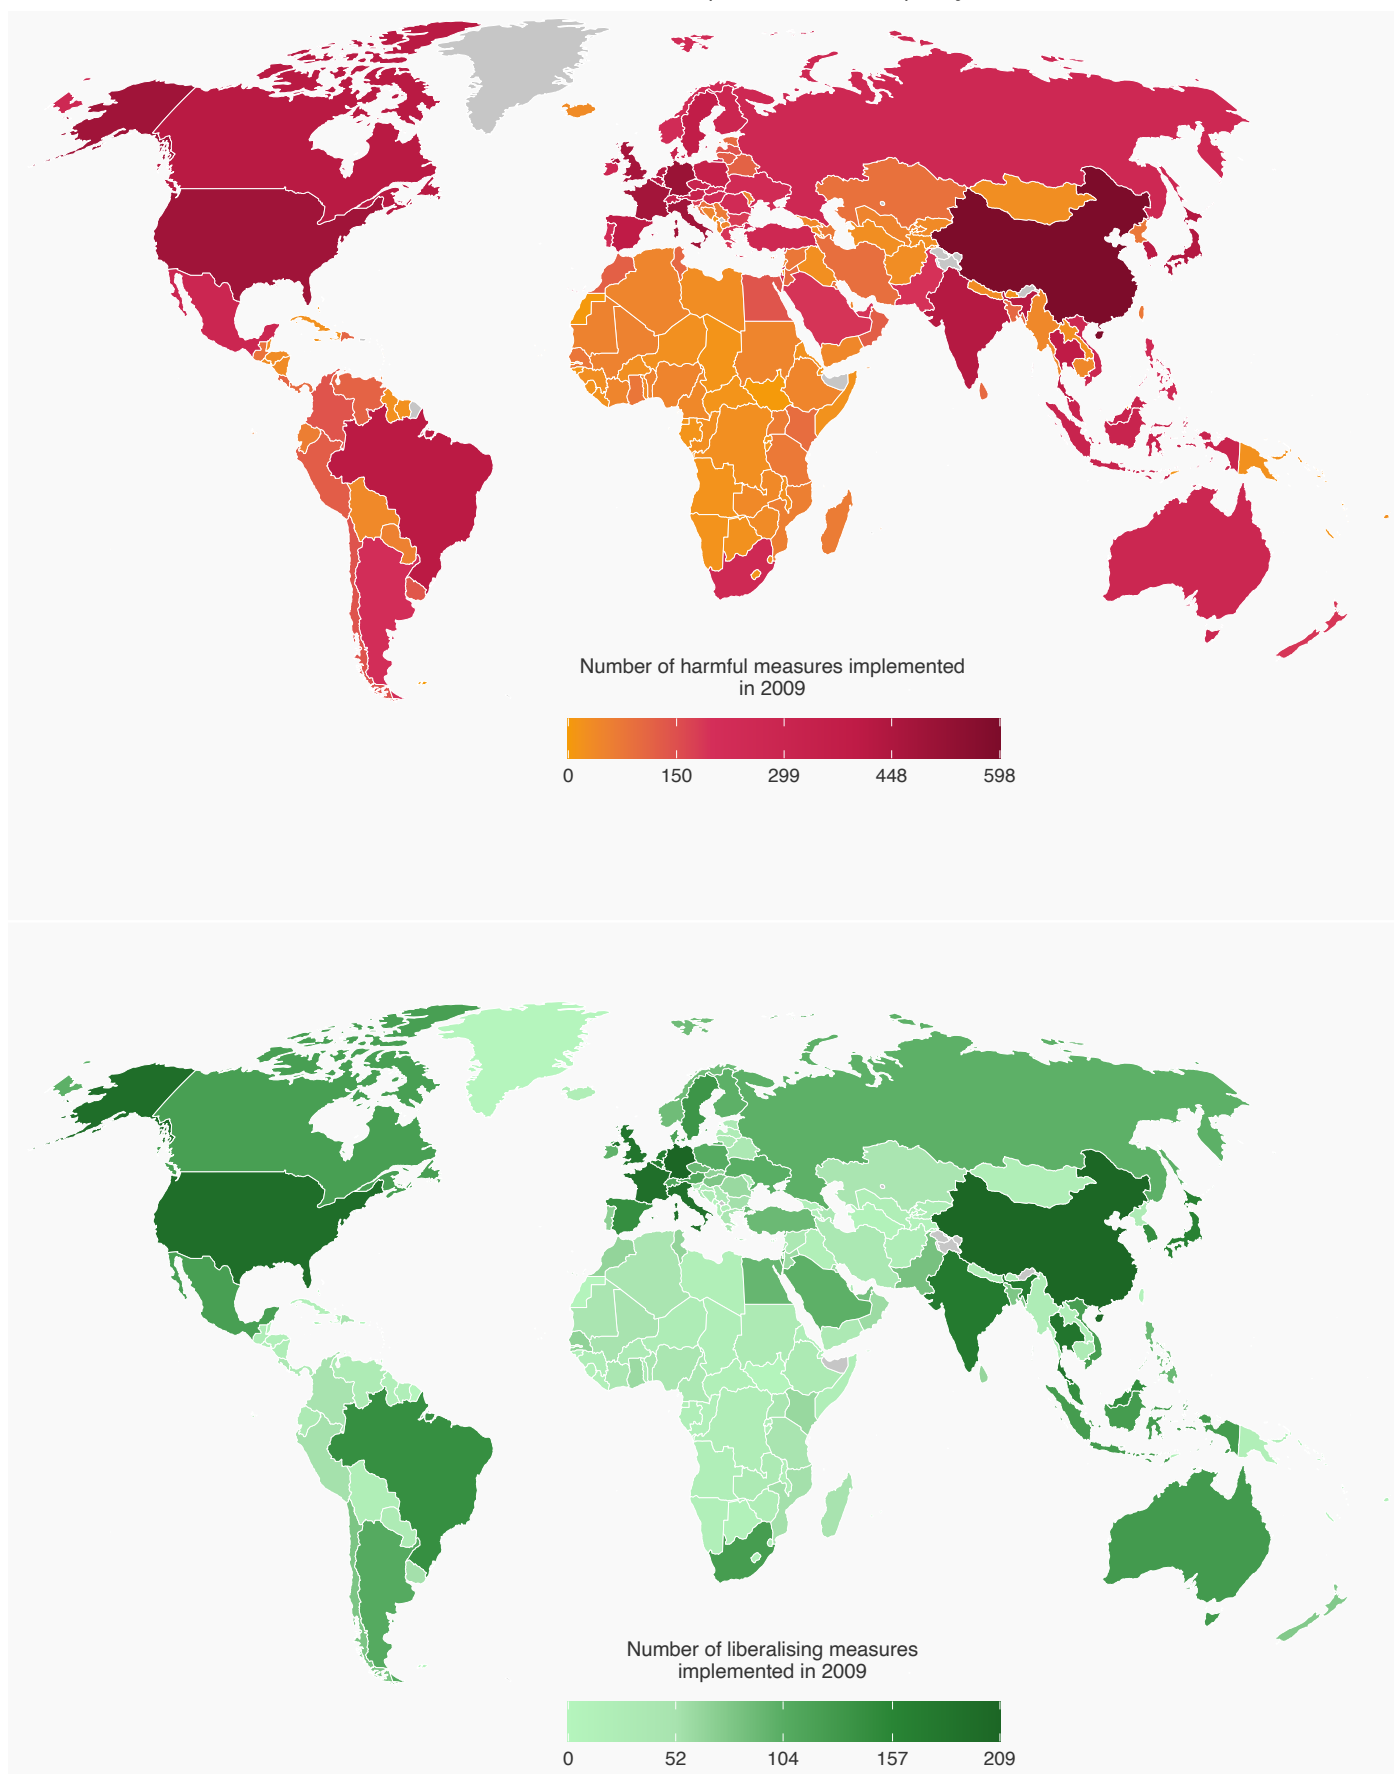 Number of harmful measures implemented
in 2009
0 150 299 448 598
Number of liberalising measures
implemented in 2009
0 52 104 157 209